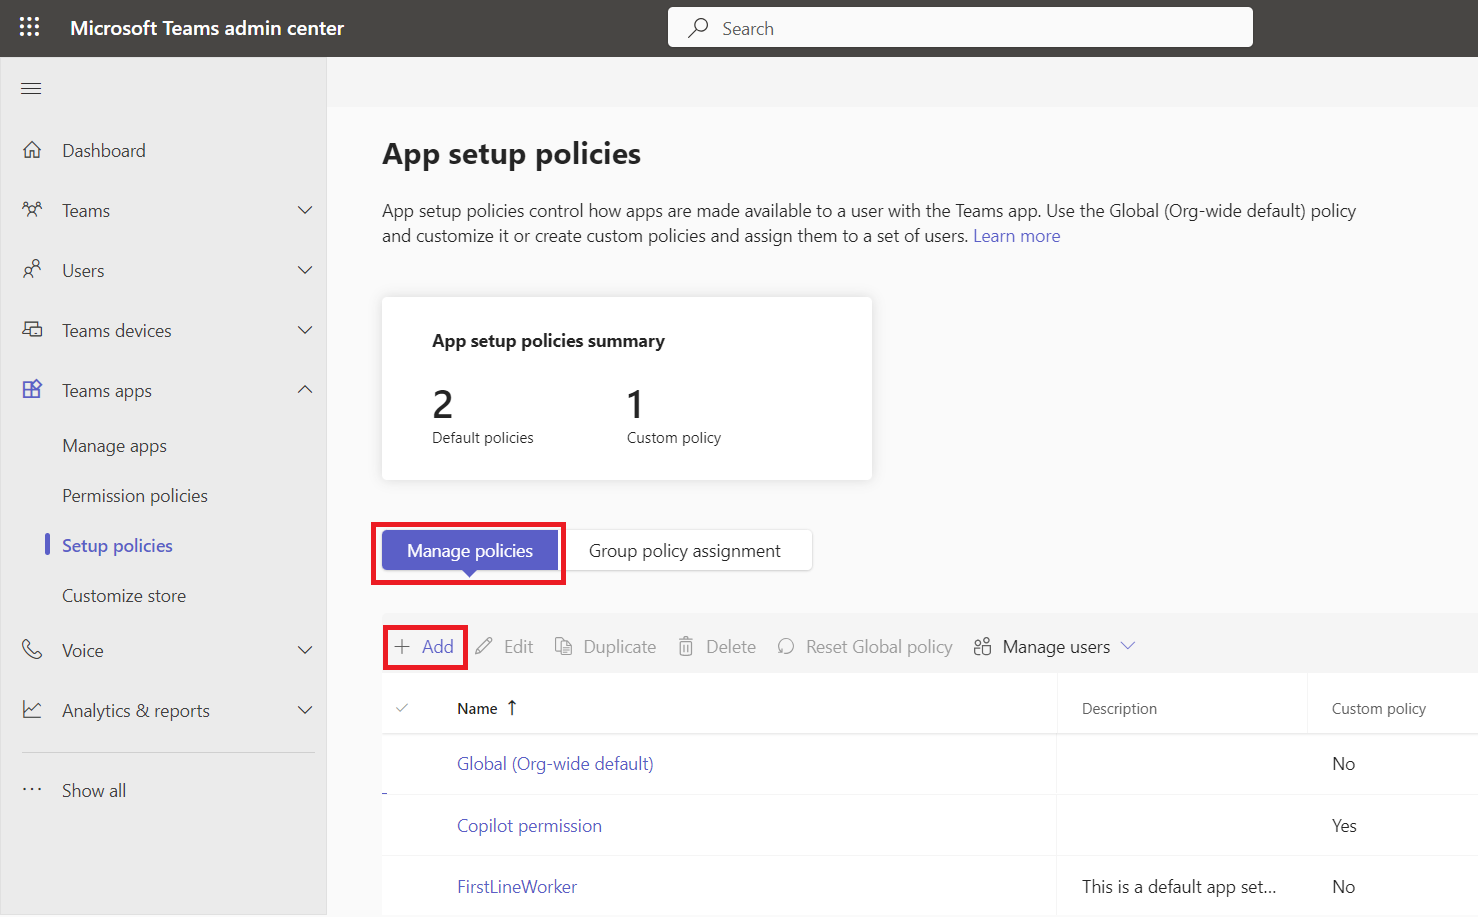 Microsoft Teams admin center
Search
Dashboard
Teams
Users
Teams devices
Teams apps
Manage apps
Permission policies
Setup policies
Customize store
Voice
Analytics & reports
Show all
App setup policies
App setup policies control how apps are made available to a user with the Teams app. Use the Global (Org-wide default) policy
and customize it or create custom policies and assign them to a set of users. Learn more
App setup policies summary
2 1
Default policies Custom policy
Manage policies Group policy assignment
Add Edit Duplicate Delete Reset Global policy Manage users
Name Description Custom policy
Global (Org-wide default) No
Copilot permission Yes
FirstLineWorker This is a default app set... No